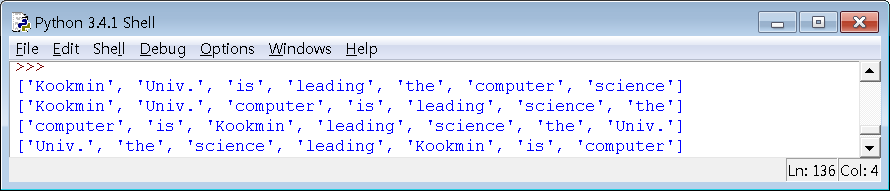 Python 3.4.1 Shell
File Edit Shell Debug Options Windows Help
>>>
['Kookmin', 'Univ.', 'is', 'leading', 'the', 'computer', 'science']
['Kookmin', 'Univ.', 'computer', 'is', 'leading', 'science', 'the']
['computer', 'is', 'Kookmin', 'leading', 'science', 'the', 'Univ.']
['Univ.', 'the', 'science', 'leading', 'Kookmin', 'is', 'computer']
Ln: 136 Col: 4